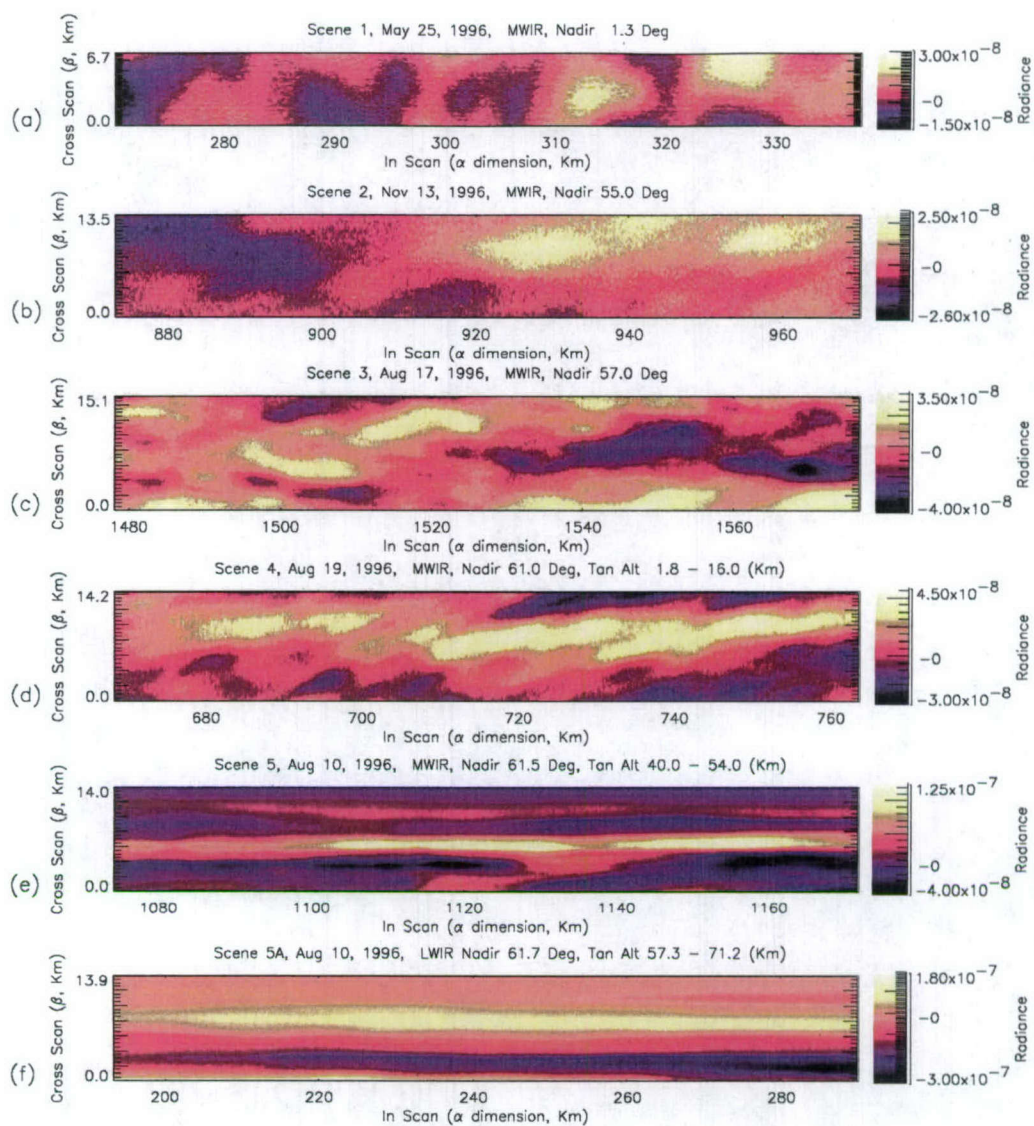 Scene 1, May 25, 1996, MWIR, Nadir 1.3 Deg
(a)
Cross Scan (β, Km)
6.7
0.0
280 290 300 310 320 330
In Scan (α dimension, Km)
3.00x10⁻⁸
−0
−1.50x10⁻⁸
Radiance
Scene 2, Nov 13, 1996, MWIR, Nadir 55.0 Deg
(b)
Cross Scan (β, Km)
13.5
0.0
880 900 920 940 960
In Scan (α dimension, Km)
2.50x10⁻⁸
−0
−2.60x10⁻⁸
Radiance
Scene 3, Aug 17, 1996, MWIR, Nadir 57.0 Deg
(c)
Cross Scan (β, Km)
15.1
0.0
1480 1500 1520 1540 1560
In Scan (α dimension, Km)
3.50x10⁻⁸
−0
−4.00x10⁻⁸
Radiance
Scene 4, Aug 19, 1996, MWIR, Nadir 61.0 Deg, Tan Alt 1.8 − 16.0 (Km)
(d)
Cross Scan (β, Km)
14.2
0.0
680 700 720 740 760
In Scan (α dimension, Km)
4.50x10⁻⁸
−0
−3.00x10⁻⁸
Radiance
Scene 5, Aug 10, 1996, MWIR, Nadir 61.5 Deg, Tan Alt 40.0 − 54.0 (Km)
(e)
Cross Scan (β, Km)
14.0
0.0
1080 1100 1120 1140 1160
In Scan (α dimension, Km)
1.25x10⁻⁷
−0
−4.00x10⁻⁸
Radiance
Scene 5A, Aug 10, 1996, LWIR Nadir 61.7 Deg, Tan Alt 57.3 − 71.2 (Km)
(f)
Cross Scan (β, Km)
13.9
0.0
200 220 240 260 280
In Scan (α dimension, Km)
1.80x10⁻⁷
−0
−3.00x10⁻⁷
Radiance